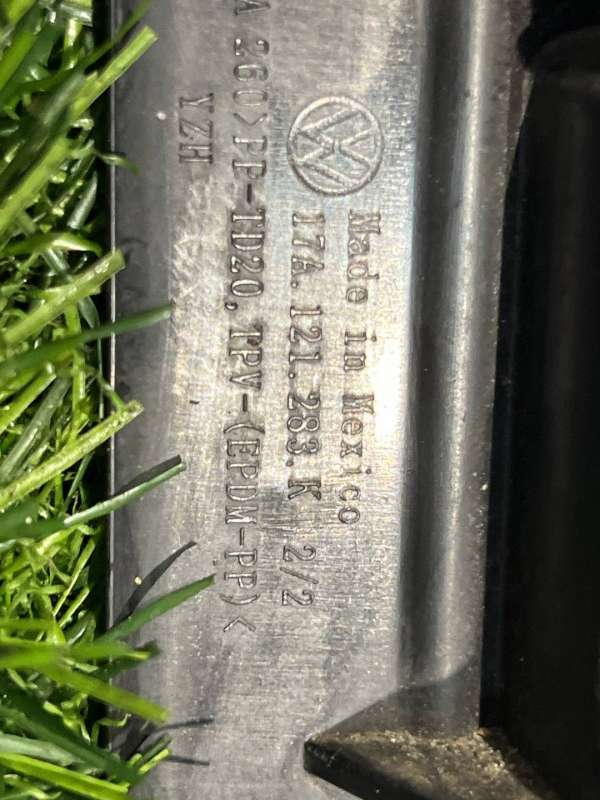 Made in Mexico
17A.121.283.K 2/2
A 260>PP-TD20,TPV-(EPDM-PP)<
YZH